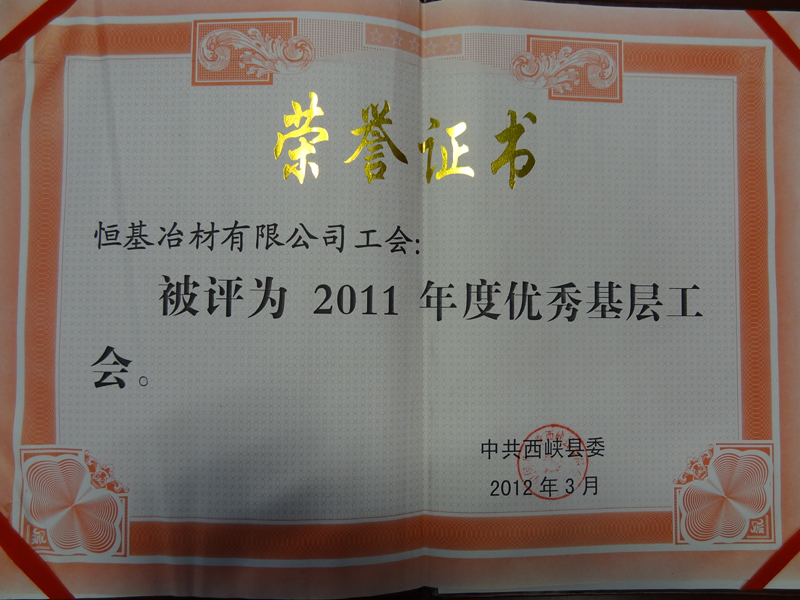 荣誉证书
恒基冶材有限公司工会:
被评为 2011 年度优秀基层工
会。
中共西峡县委
2012 年 3 月